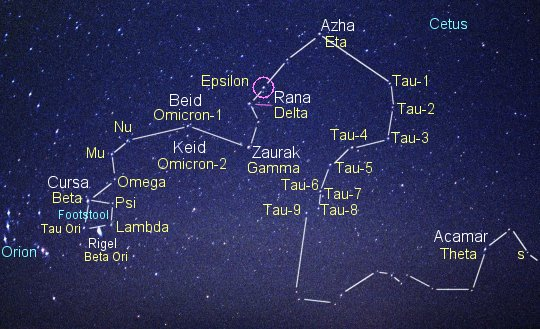 Azha
Eta
Cetus
Epsilon
Tau-1
Rana
Delta
Beid
Omicron-1
Tau-2
Nu
Tau-4
Tau-3
Keid
Omicron-2
Zaurak
Gamma
Mu
Tau-5
Cursa
Beta
Omega
Tau-6
Tau-7
Psi
Tau-9
Tau-8
Footstool
Tau Ori
Lambda
Rigel
Beta Ori
Orion
Acamar
Theta
s